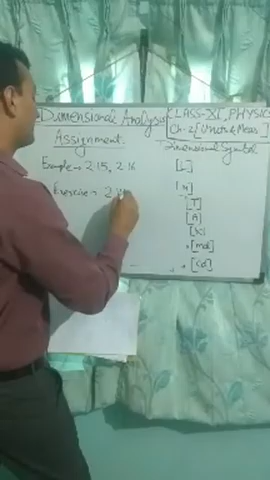 Dimensional Analysis
CLASS-XI, PHYSICS
Ch-2 [Units & Meas
Assignment.
Dimensional Symbol
Example → 2.15, 2.16
[L]
Exercise → 2
[M]
[T]
[A]
[K]
[mol]
[cd]